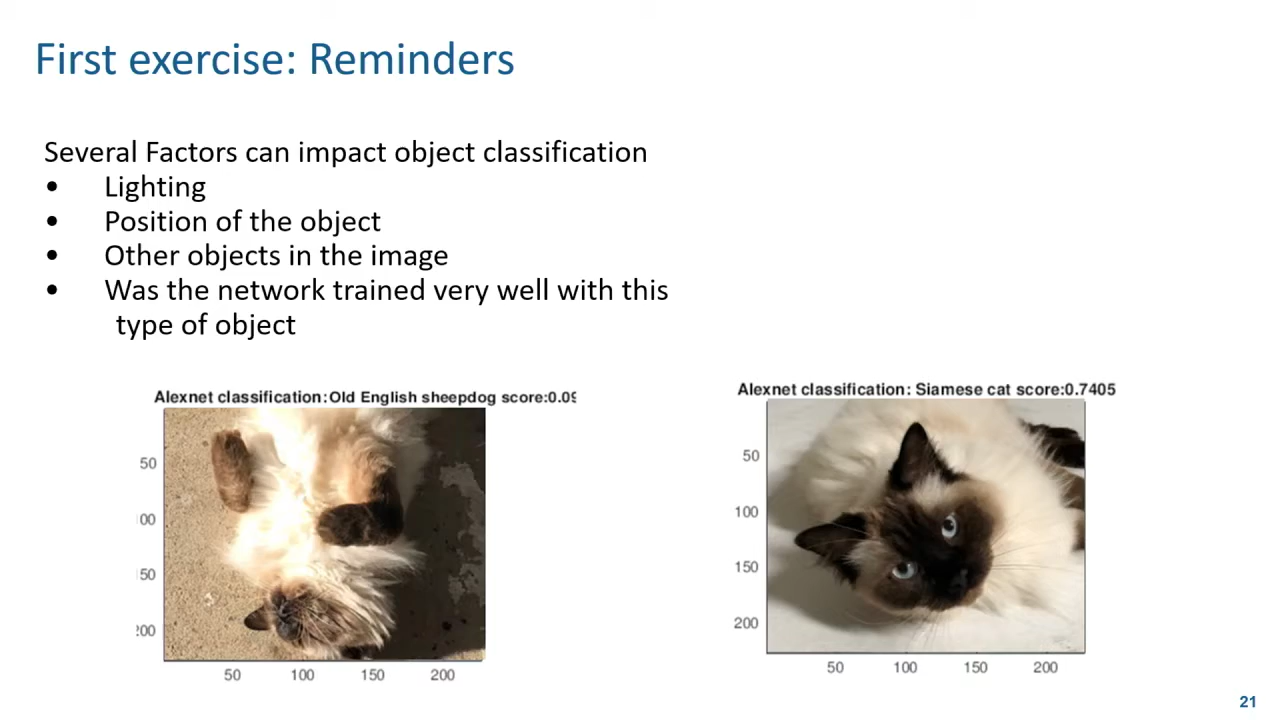 First exercise: Reminders
Several Factors can impact object classification
• Lighting
• Position of the object
• Other objects in the image
• Was the network trained very well with this
type of object
Alexnet classification:Old English sheepdog score:0.09
50
00
50
200
50 100 150 200
Alexnet classification: Siamese cat score:0.7405
50
100
150
200
50 100 150 200
21